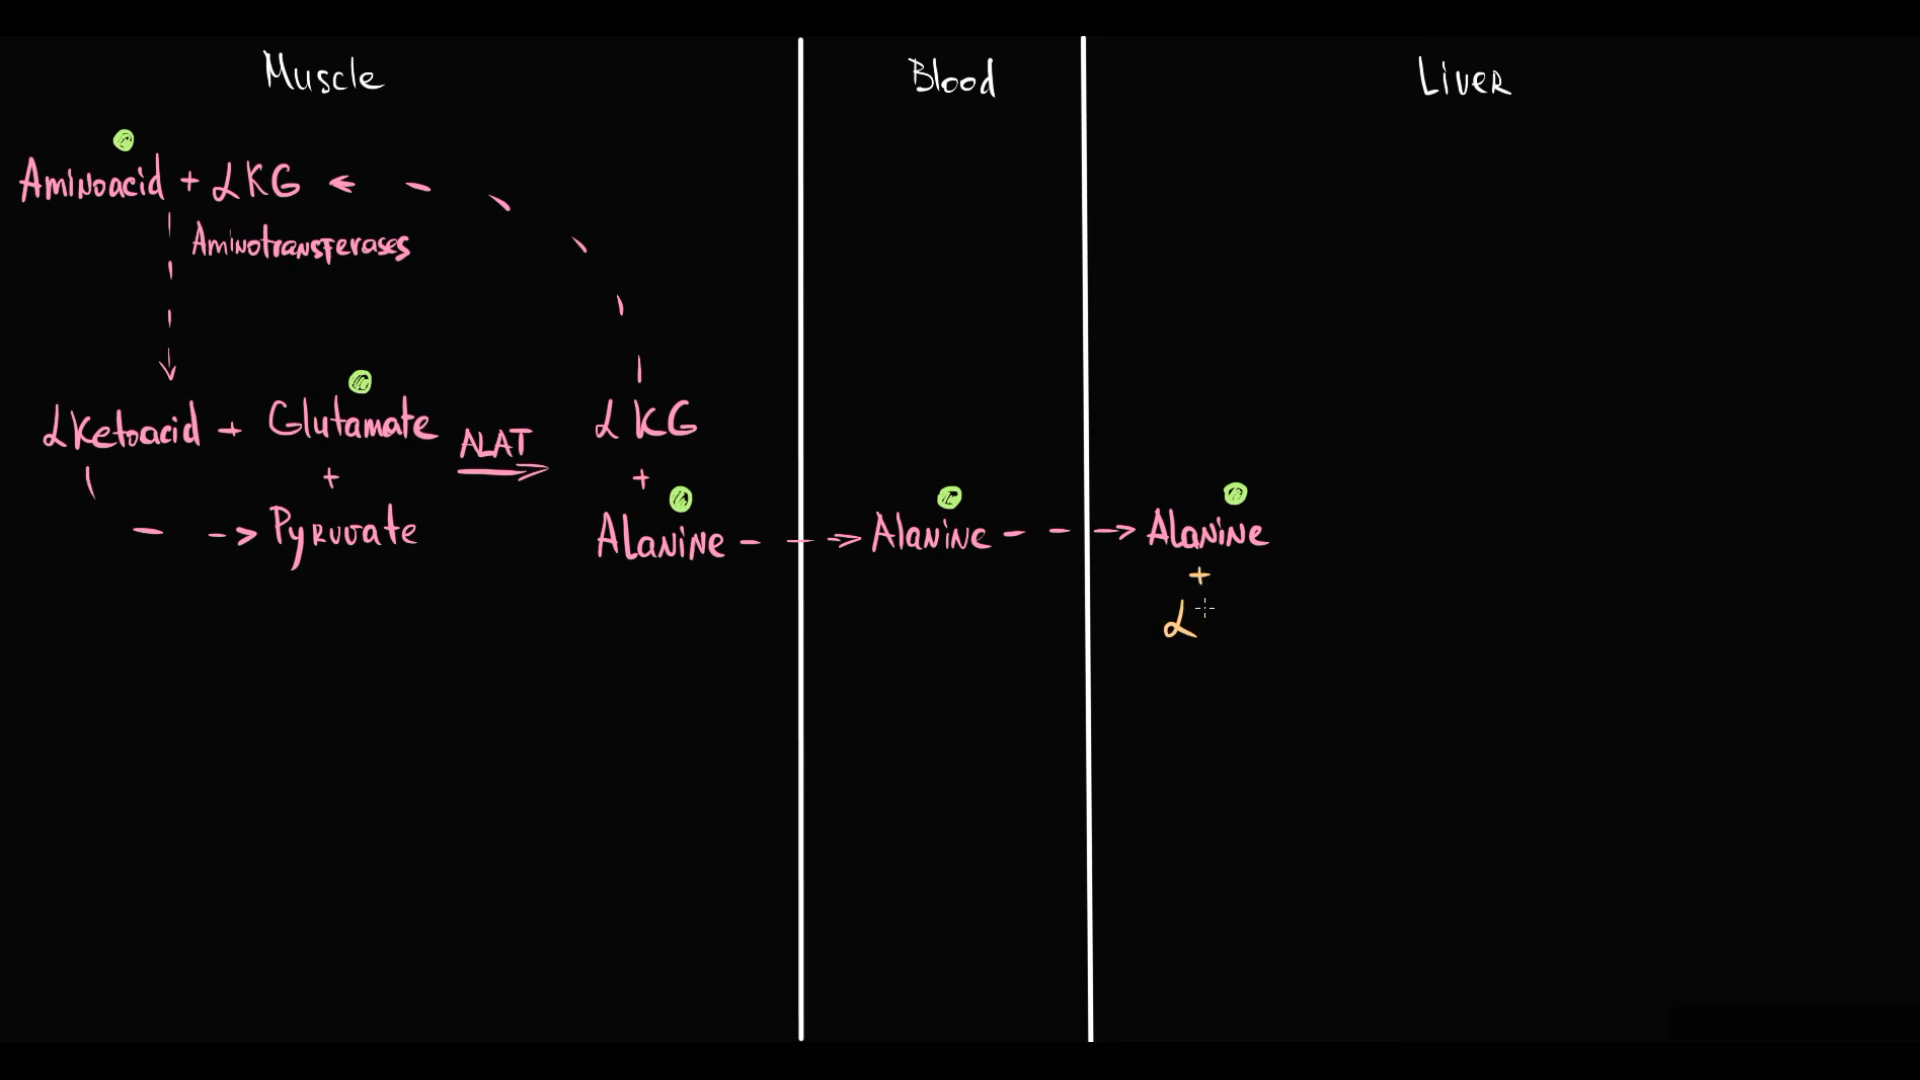 Muscle
Blood
Liver
Aminoacid + αKG
Aminotransferases
αKetoacid + Glutamate
ALAT
αKG
+
+
Pyruvate
Alanine
Alanine
Alanine
+
α